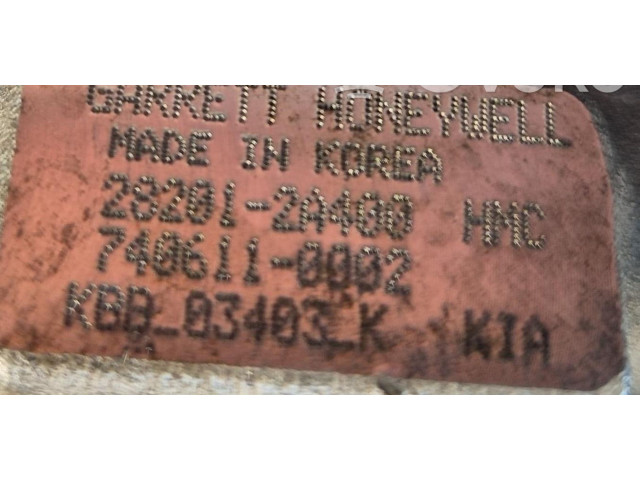 GARRETT HONEYWELL
MADE IN KOREA
28201-2A400 HMC
740611-0002
KBB_03403_K KIA